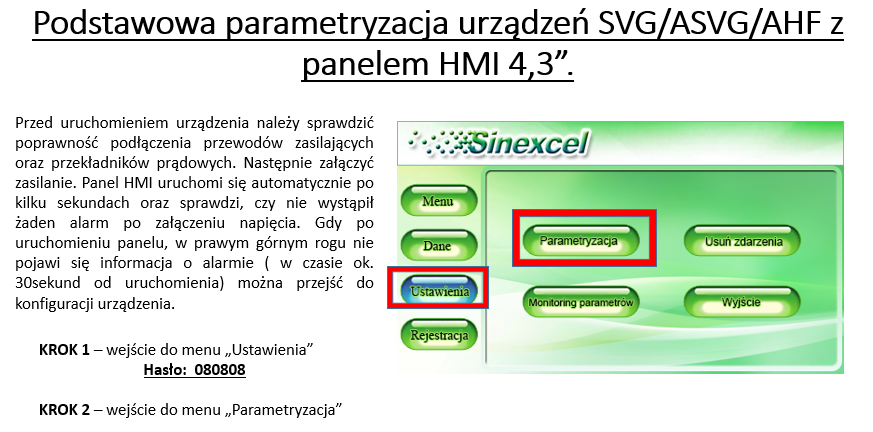 Podstawowa parametryzacja urządzeń SVG/ASVG/AHF z
panelem HMI 4,3”.
Przed uruchomieniem urządzenia należy sprawdzić
poprawność podłączenia przewodów zasilających
oraz przekładników prądowych. Następnie załączyć
zasilanie. Panel HMI uruchomi się automatycznie po
kilku sekundach oraz sprawdzi, czy nie wystąpił
żaden alarm po załączeniu napięcia. Gdy po
uruchomieniu panelu, w prawym górnym rogu nie
pojawi się informacja o alarmie ( w czasie ok.
30sekund od uruchomienia) można przejść do
konfiguracji urządzenia.
KROK 1 – wejście do menu „Ustawienia”
Hasło: 080808
KROK 2 – wejście do menu „Parametryzacja”
Sinexcel
Menu
Dane
Ustawienia
Rejestracja
Parametryzacja
Usuń zdarzenia
Monitoring parametrów
Wyjście